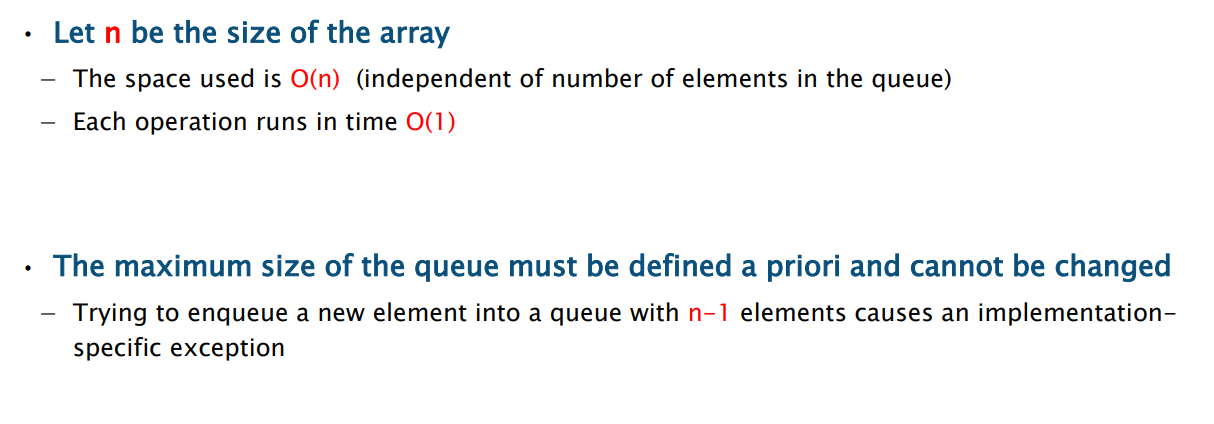 • Let n be the size of the array
– The space used is O(n) (independent of number of elements in the queue)
– Each operation runs in time O(1)
• The maximum size of the queue must be defined a priori and cannot be changed
– Trying to enqueue a new element into a queue with n-1 elements causes an implementation-
specific exception